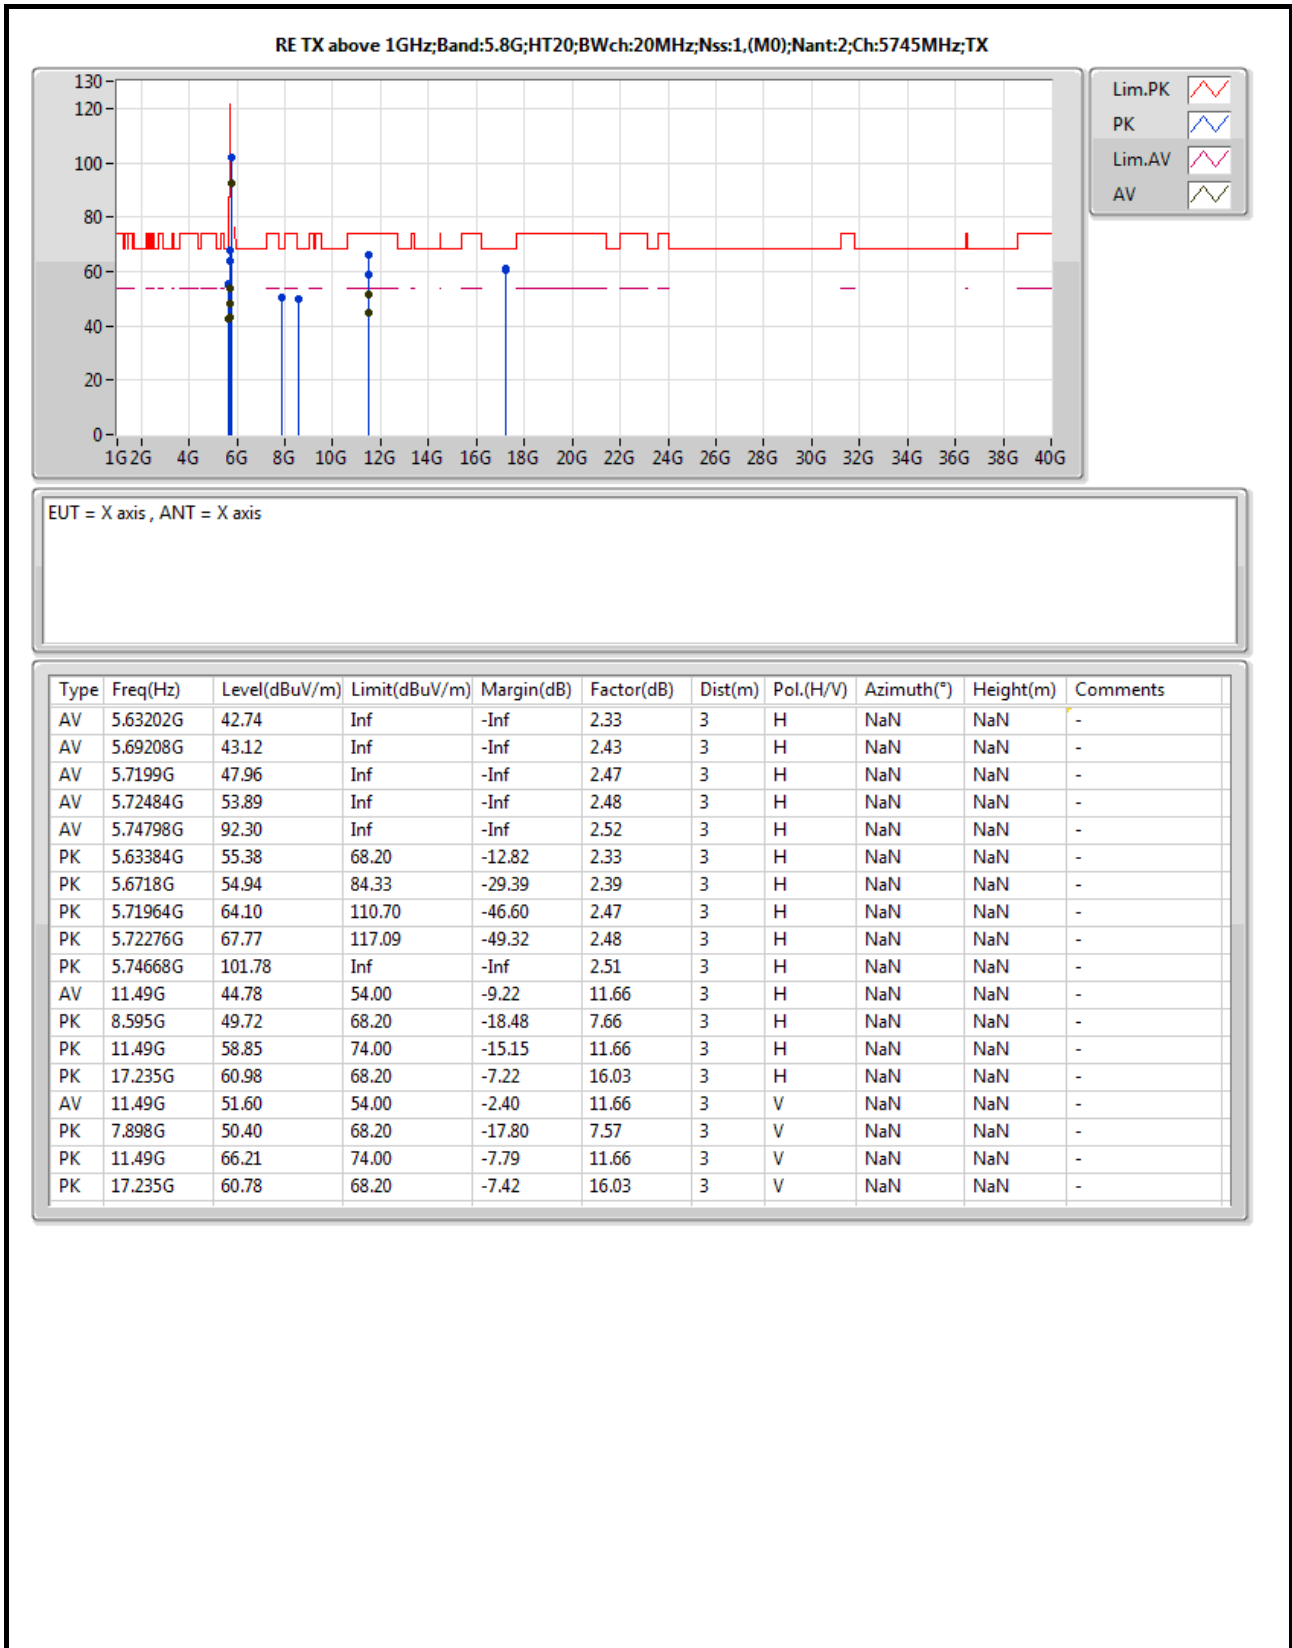 RE TX above 1GHz;Band:5.8G;HT20;BWch:20MHz;Nss:1,(M0);Nant:2;Ch:5745MHz;TX
130
120
100
80
60
40
20
0
1G 2G 4G 6G 8G 10G 12G 14G 16G 18G 20G 22G 24G 26G 28G 30G 32G 34G 36G 38G 40G
Lim.PK
PK
Lim.AV
AV
EUT = X axis , ANT = X axis
Type Freq(Hz) Level(dBuV/m) Limit(dBuV/m) Margin(dB) Factor(dB) Dist(m) Pol.(H/V) Azimuth(°) Height(m) Comments
AV 5.63202G 42.74 Inf -Inf 2.33 3 H NaN NaN -
AV 5.69208G 43.12 Inf -Inf 2.43 3 H NaN NaN -
AV 5.7199G 47.96 Inf -Inf 2.47 3 H NaN NaN -
AV 5.72484G 53.89 Inf -Inf 2.48 3 H NaN NaN -
AV 5.74798G 92.30 Inf -Inf 2.52 3 H NaN NaN -
PK 5.63384G 55.38 68.20 -12.82 2.33 3 H NaN NaN -
PK 5.6718G 54.94 84.33 -29.39 2.39 3 H NaN NaN -
PK 5.71964G 64.10 110.70 -46.60 2.47 3 H NaN NaN -
PK 5.72276G 67.77 117.09 -49.32 2.48 3 H NaN NaN -
PK 5.74668G 101.78 Inf -Inf 2.51 3 H NaN NaN -
AV 11.49G 44.78 54.00 -9.22 11.66 3 H NaN NaN -
PK 8.595G 49.72 68.20 -18.48 7.66 3 H NaN NaN -
PK 11.49G 58.85 74.00 -15.15 11.66 3 H NaN NaN -
PK 17.235G 60.98 68.20 -7.22 16.03 3 H NaN NaN -
AV 11.49G 51.60 54.00 -2.40 11.66 3 V NaN NaN -
PK 7.898G 50.40 68.20 -17.80 7.57 3 V NaN NaN -
PK 11.49G 66.21 74.00 -7.79 11.66 3 V NaN NaN -
PK 17.235G 60.78 68.20 -7.42 16.03 3 V NaN NaN -